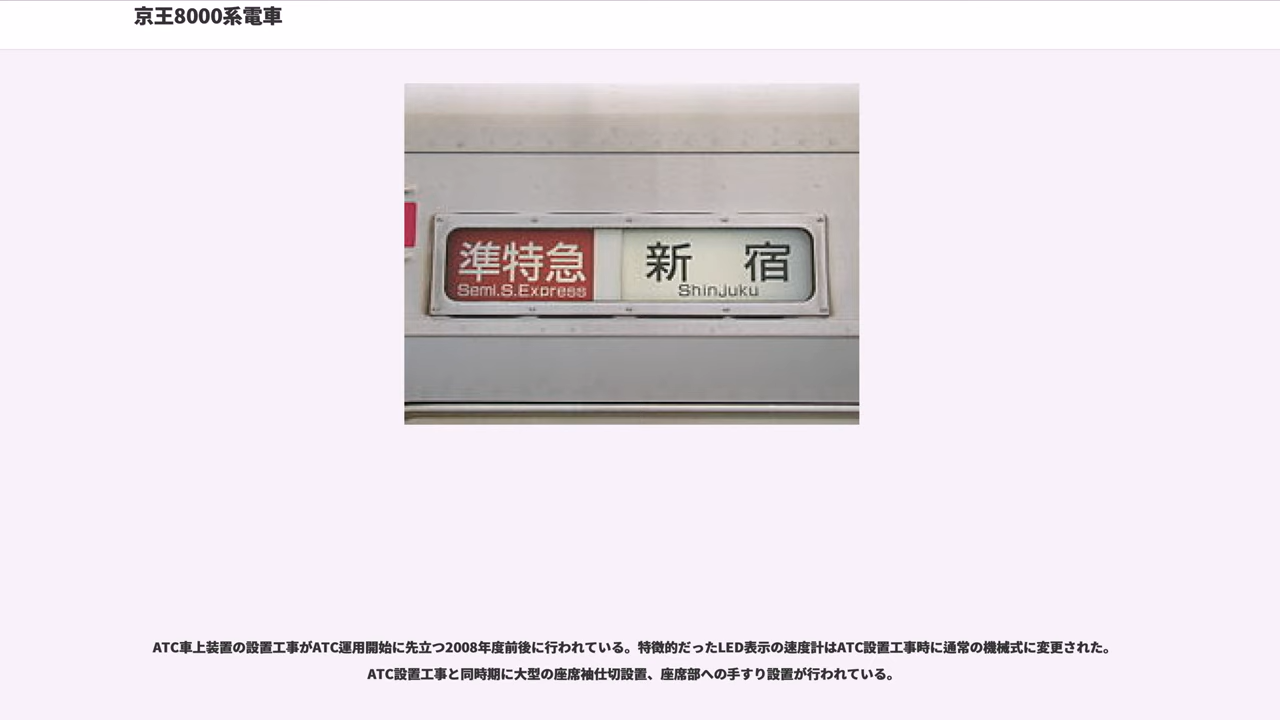 京王8000系電車
準特急 新宿
Semi.S.Express Shinjuku
ATC車上装置の設置工事がATC運用開始に先立つ2008年度前後に行われている。特徴的だったLED表示の速度計はATC設置工事時に通常の機械式に変更された。
ATC設置工事と同時期に大型の座席袖仕切設置、座席部への手すり設置が行われている。